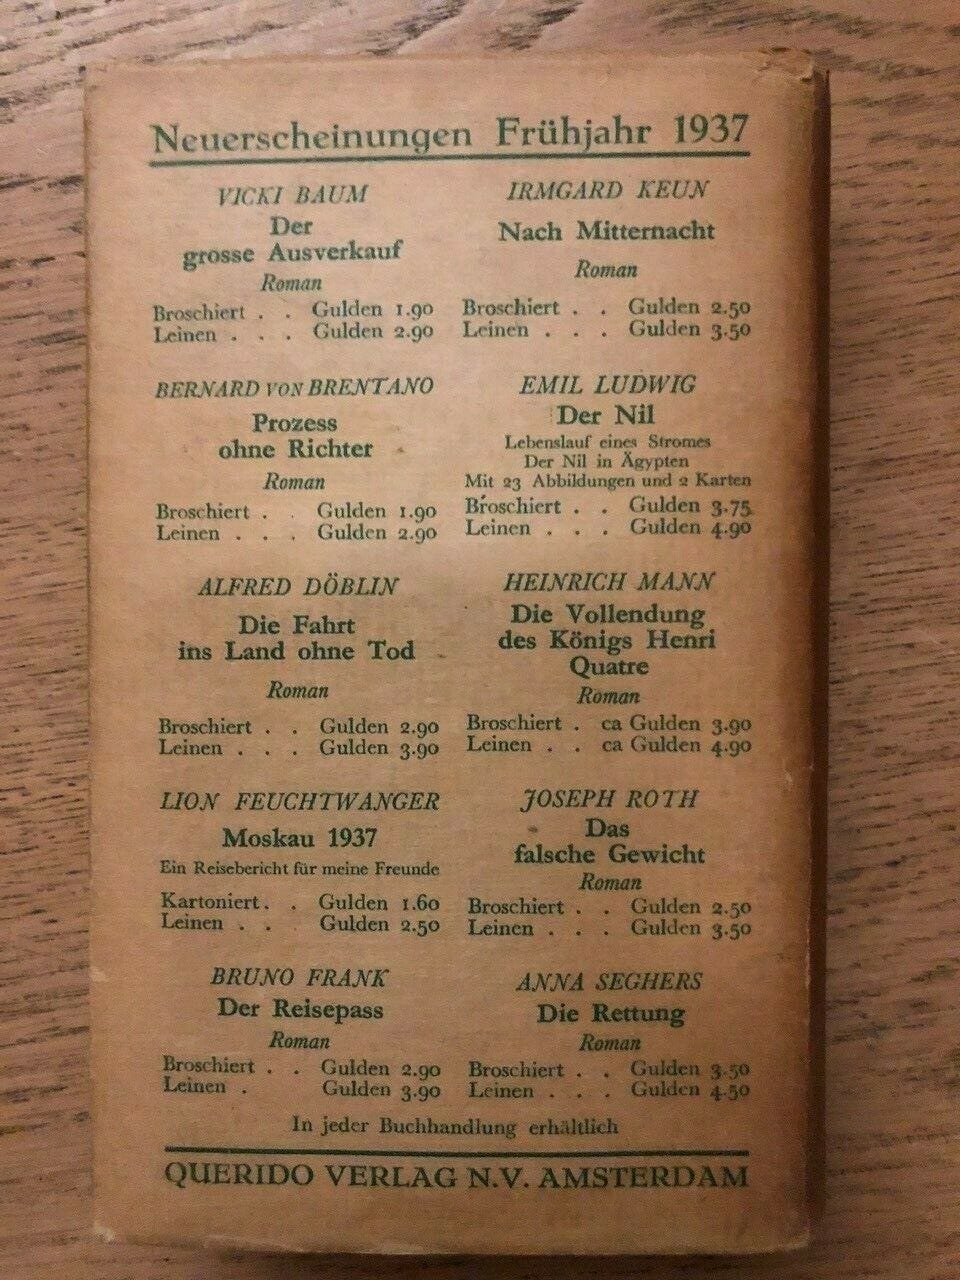 Neuerscheinungen Frühjahr 1937
VICKI BAUM
Der
grosse Ausverkauf
Roman
Broschiert . . Gulden 1.90
Leinen . . . Gulden 2.90
IRMGARD KEUN
Nach Mitternacht
Roman
Broschiert . . Gulden 2.50
Leinen . . . Gulden 3.50
BERNARD VON BRENTANO
Prozess
ohne Richter
Roman
Broschiert . . Gulden 1.90
Leinen . . . Gulden 2.90
EMIL LUDWIG
Der Nil
Lebenslauf eines Stromes
Der Nil in Ägypten
Mit 23 Abbildungen und 2 Karten
Broschiert . . Gulden 3.75
Leinen . . . Gulden 4.90
ALFRED DÖBLIN
Die Fahrt
ins Land ohne Tod
Roman
Broschiert . . Gulden 2.90
Leinen . . . Gulden 3.90
HEINRICH MANN
Die Vollendung
des Königs Henri
Quatre
Roman
Broschiert . ca Gulden 3.90
Leinen . . ca Gulden 4.90
LION FEUCHTWANGER
Moskau 1937
Ein Reisebericht für meine Freunde
Kartoniert . . Gulden 1.60
Leinen . . Gulden 2.50
JOSEPH ROTH
Das
falsche Gewicht
Roman
Broschiert . . Gulden 2.50
Leinen . . . Gulden 3.50
BRUNO FRANK
Der Reisepass
Roman
Broschiert . . Gulden 2.90
Leinen . Gulden 3.90
ANNA SEGHERS
Die Rettung
Roman
Broschiert . . Gulden 3.50
Leinen . . . Gulden 4.50
In jeder Buchhandlung erhältlich
QUERIDO VERLAG N.V. AMSTERDAM